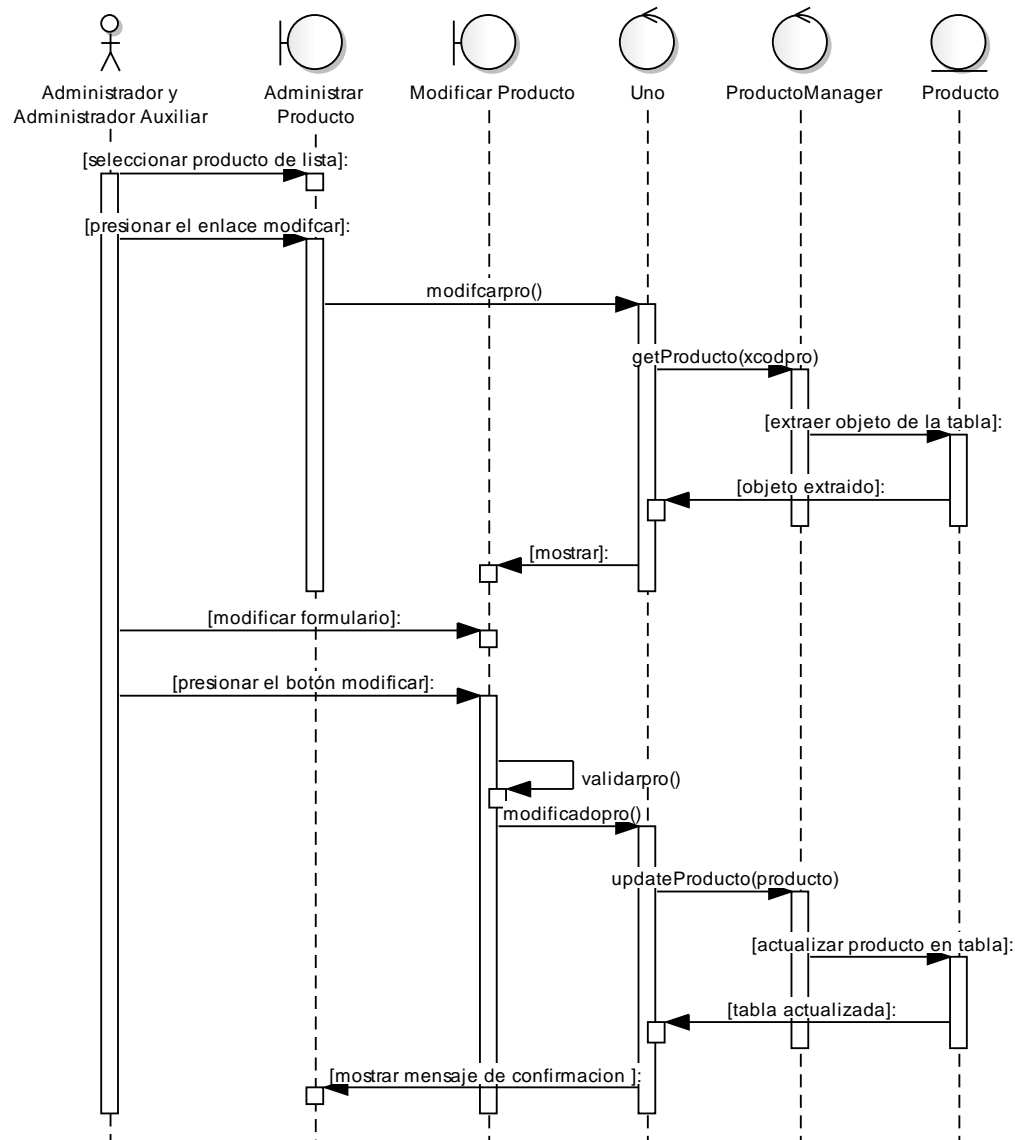 Administrador y
Administrador Auxiliar
Administrar
Producto
Modificar Producto
Uno
ProductoManager
Producto
[seleccionar producto de lista]:
[presionar el enlace modifcar]:
modifcarpro()
getProducto(xcodpro)
[extraer objeto de la tabla]:
[objeto extraido]:
[mostrar]:
[modificar formulario]:
[presionar el botón modificar]:
validarpro()
modificadopro()
updateProducto(producto)
[actualizar producto en tabla]:
[tabla actualizada]:
[mostrar mensaje de confirmacion ]: